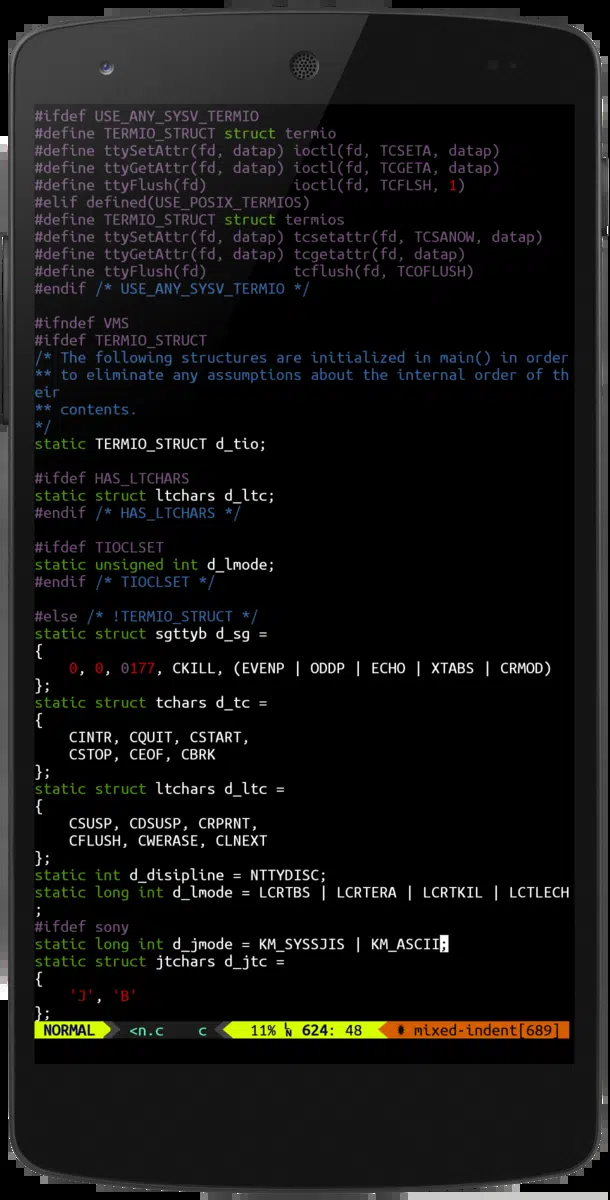 #ifdef USE_ANY_SYSV_TERMIO
#define TERMIO_STRUCT struct termio
#define ttySetAttr(fd, datap) ioctl(fd, TCSETA, datap)
#define ttyGetAttr(fd, datap) ioctl(fd, TCGETA, datap)
#define ttyFlush(fd)          ioctl(fd, TCFLSH, 1)
#elif defined(USE_POSIX_TERMIOS)
#define TERMIO_STRUCT struct termios
#define ttySetAttr(fd, datap) tcsetattr(fd, TCSANOW, datap)
#define ttyGetAttr(fd, datap) tcgetattr(fd, datap)
#define ttyFlush(fd)          tcflush(fd, TCOFLUSH)
#endif /* USE_ANY_SYSV_TERMIO */

#ifndef VMS
#ifdef TERMIO_STRUCT
/* The following structures are initialized in main() in order
** to eliminate any assumptions about the internal order of th
eir
** contents.
*/
static TERMIO_STRUCT d_tio;

#ifdef HAS_LTCHARS
static struct ltchars d_ltc;
#endif /* HAS_LTCHARS */

#ifdef TIOCLSET
static unsigned int d_lmode;
#endif /* TIOCLSET */

#else /* !TERMIO_STRUCT */
static struct sgttyb d_sg =
{
    0, 0, 0177, CKILL, (EVENP | ODDP | ECHO | XTABS | CRMOD)
};
static struct tchars d_tc =
{
    CINTR, CQUIT, CSTART,
    CSTOP, CEOF, CBRK
};
static struct ltchars d_ltc =
{
    CSUSP, CDSUSP, CRPRNT,
    CFLUSH, CWERASE, CLNEXT
};
static int d_disipline = NTTYDISC;
static long int d_lmode = LCRTBS | LCRTERA | LCRTKIL | LCTLECH
;
#ifdef sony
static long int d_jmode = KM_SYSSJIS | KM_ASCII;
static struct jtchars d_jtc =
{
    'J', 'B'
};
NORMAL <n.c c 11% LN 624: 48 mixed-indent[689]